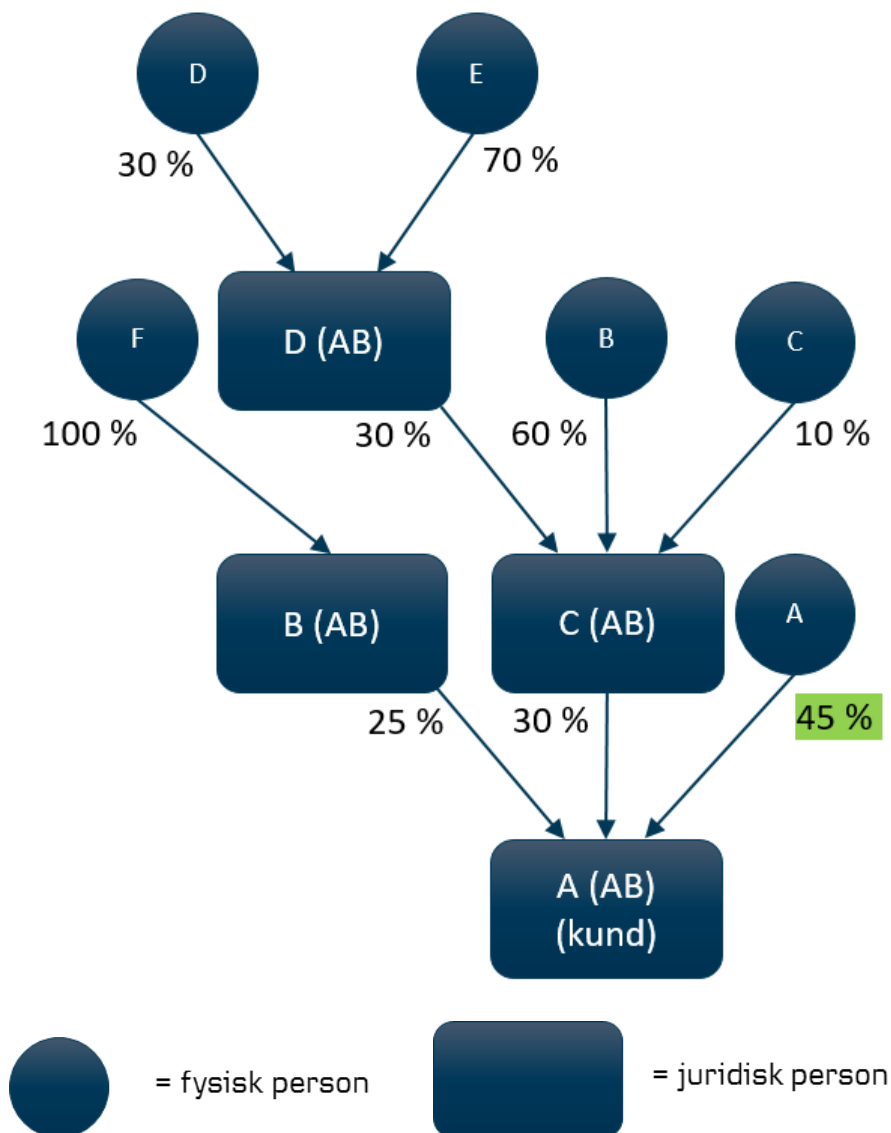 D
E
30 %
70 %
F
D (AB)
B
C
100 %
30 %
60 %
10 %
B (AB)
C (AB)
A
25 %
30 %
45 %
A (AB)
(kund)
= fysisk person
= juridisk person